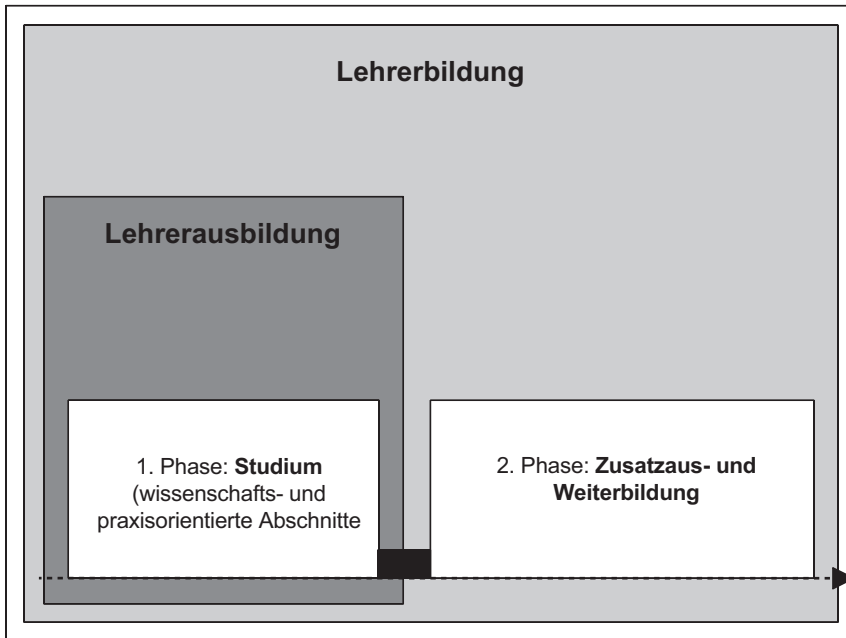 Lehrerbildung
Lehrerausbildung
1. Phase: Studium
(wissenschafts- und
praxisorientierte Abschnitte
2. Phase: Zusatzaus- und
Weiterbildung